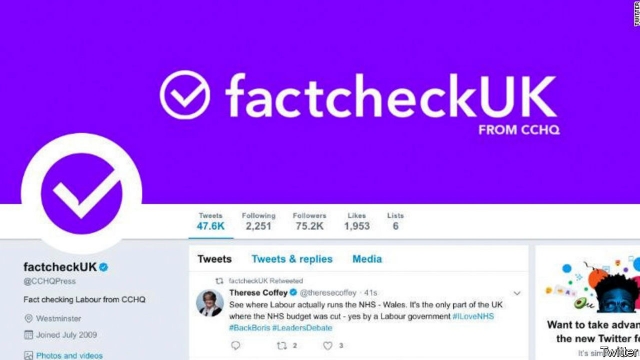 TWITTER
factcheckUK
FROM CCHQ
Tweets Following Followers Likes Lists
47.6K 2,251 75.2K 1,953 6
factcheckUK
@CCHQPress
Fact checking Labour from CCHQ
Westminster
Joined July 2009
Photos and videos
Tweets Tweets & replies Media
factcheckUK Retweeted
Therese Coffey @theresecoffey · 41s
See where Labour actually runs the NHS - Wales. It's the only part of the UK
where the NHS budget was cut - yes by a Labour government #ILoveNHS
#BackBoris #LeadersDebate
2 3
Want to take advan
the new Twitter f
It's sim
Twitter